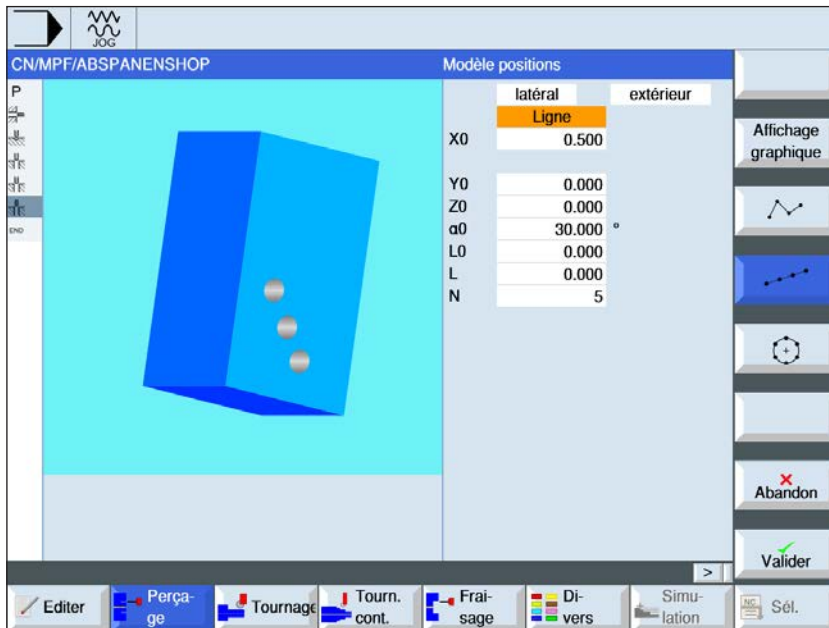 JOG
CN/MPF/ABSPANENSHOP
Modèle positions
P
END
latéral extérieur
Ligne
X0 0.500
Y0 0.000
Z0 0.000
α0 30.000 °
L0 0.000
L 0.000
N 5
Affichage
graphique
Abandon
Valider
>
Editer
Perça-
ge
Tournage
Tourn.
cont.
Frai-
sage
Di-
vers
Simu-
lation
NC
Sél.